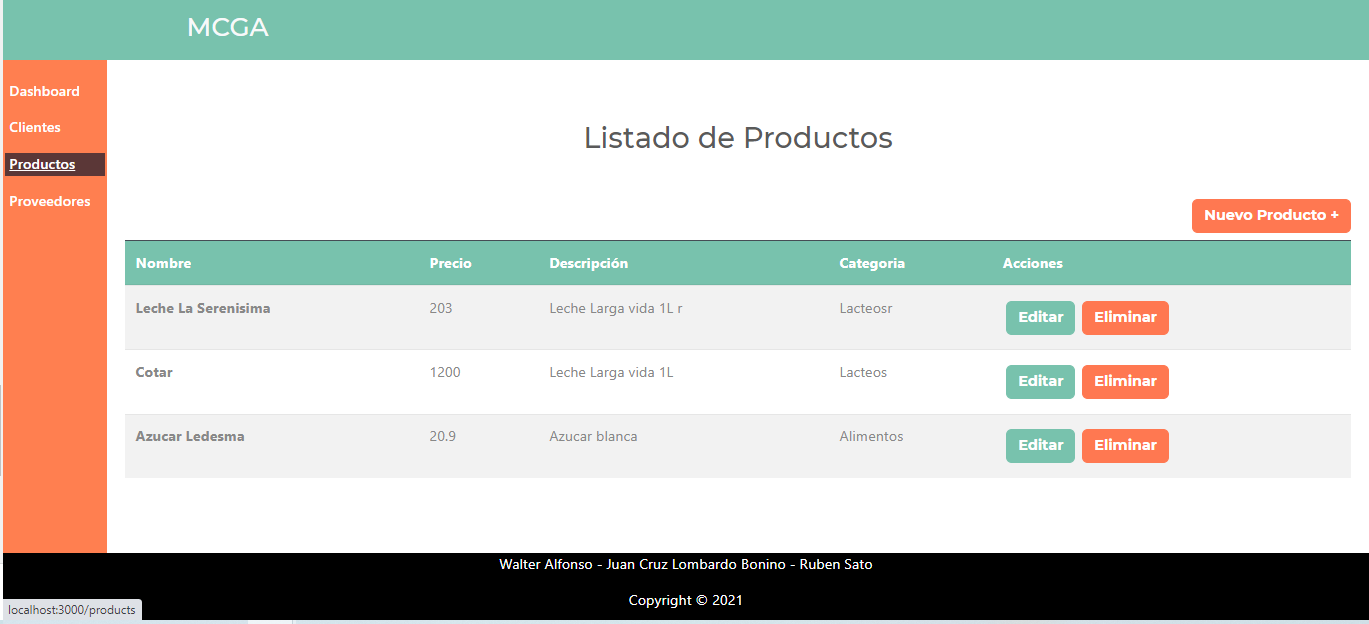 MCGA
Dashboard
Clientes
Productos
Proveedores
Listado de Productos
Nuevo Producto +
Nombre Precio Descripción Categoria Acciones
Leche La Serenisima 203 Leche Larga vida 1L r Lacteosr Editar Eliminar
Cotar 1200 Leche Larga vida 1L Lacteos Editar Eliminar
Azucar Ledesma 20.9 Azucar blanca Alimentos Editar Eliminar
Walter Alfonso - Juan Cruz Lombardo Bonino - Ruben Sato
Copyright © 2021
localhost:3000/products